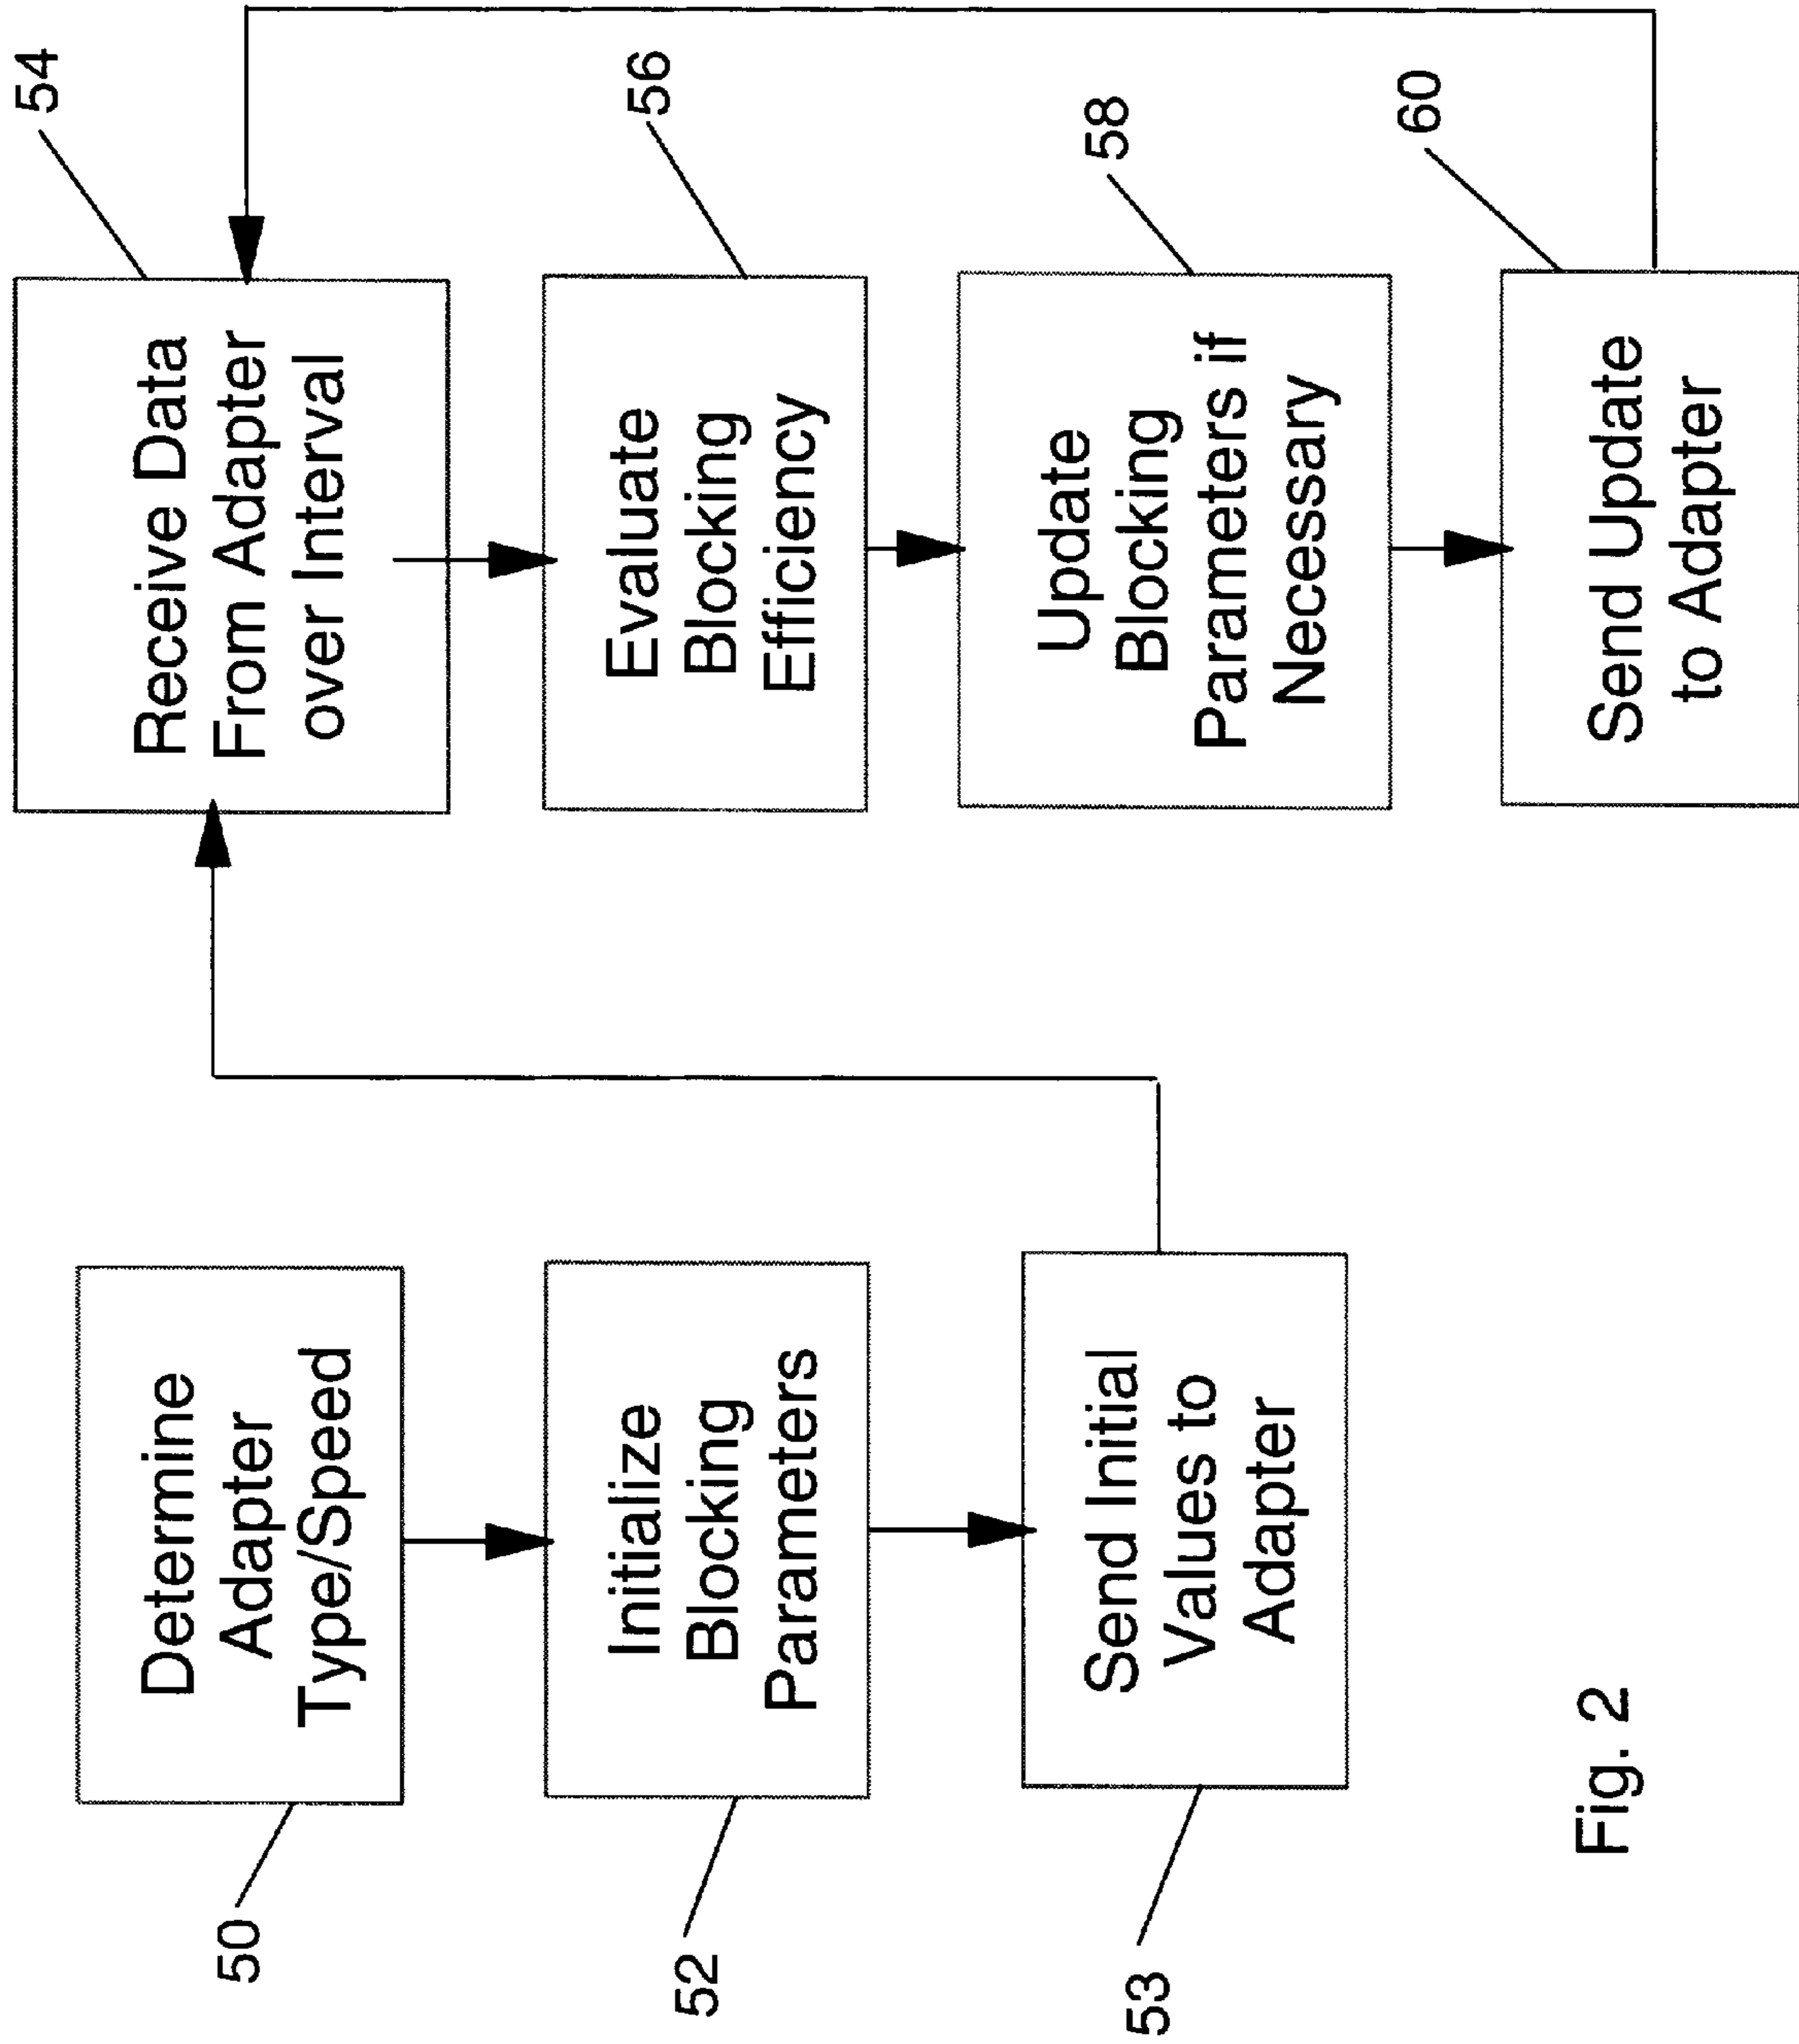 50
Determine
Adapter
Type/Speed
52
Initialize
Blocking
Parameters
53
Send Initial
Values to
Adapter
54
Receive Data
From Adapter
over Interval
56
Evaluate
Blocking
Efficiency
58
Update
Blocking
Parameters if
Necessary
60
Send Update
to Adapter
Fig. 2